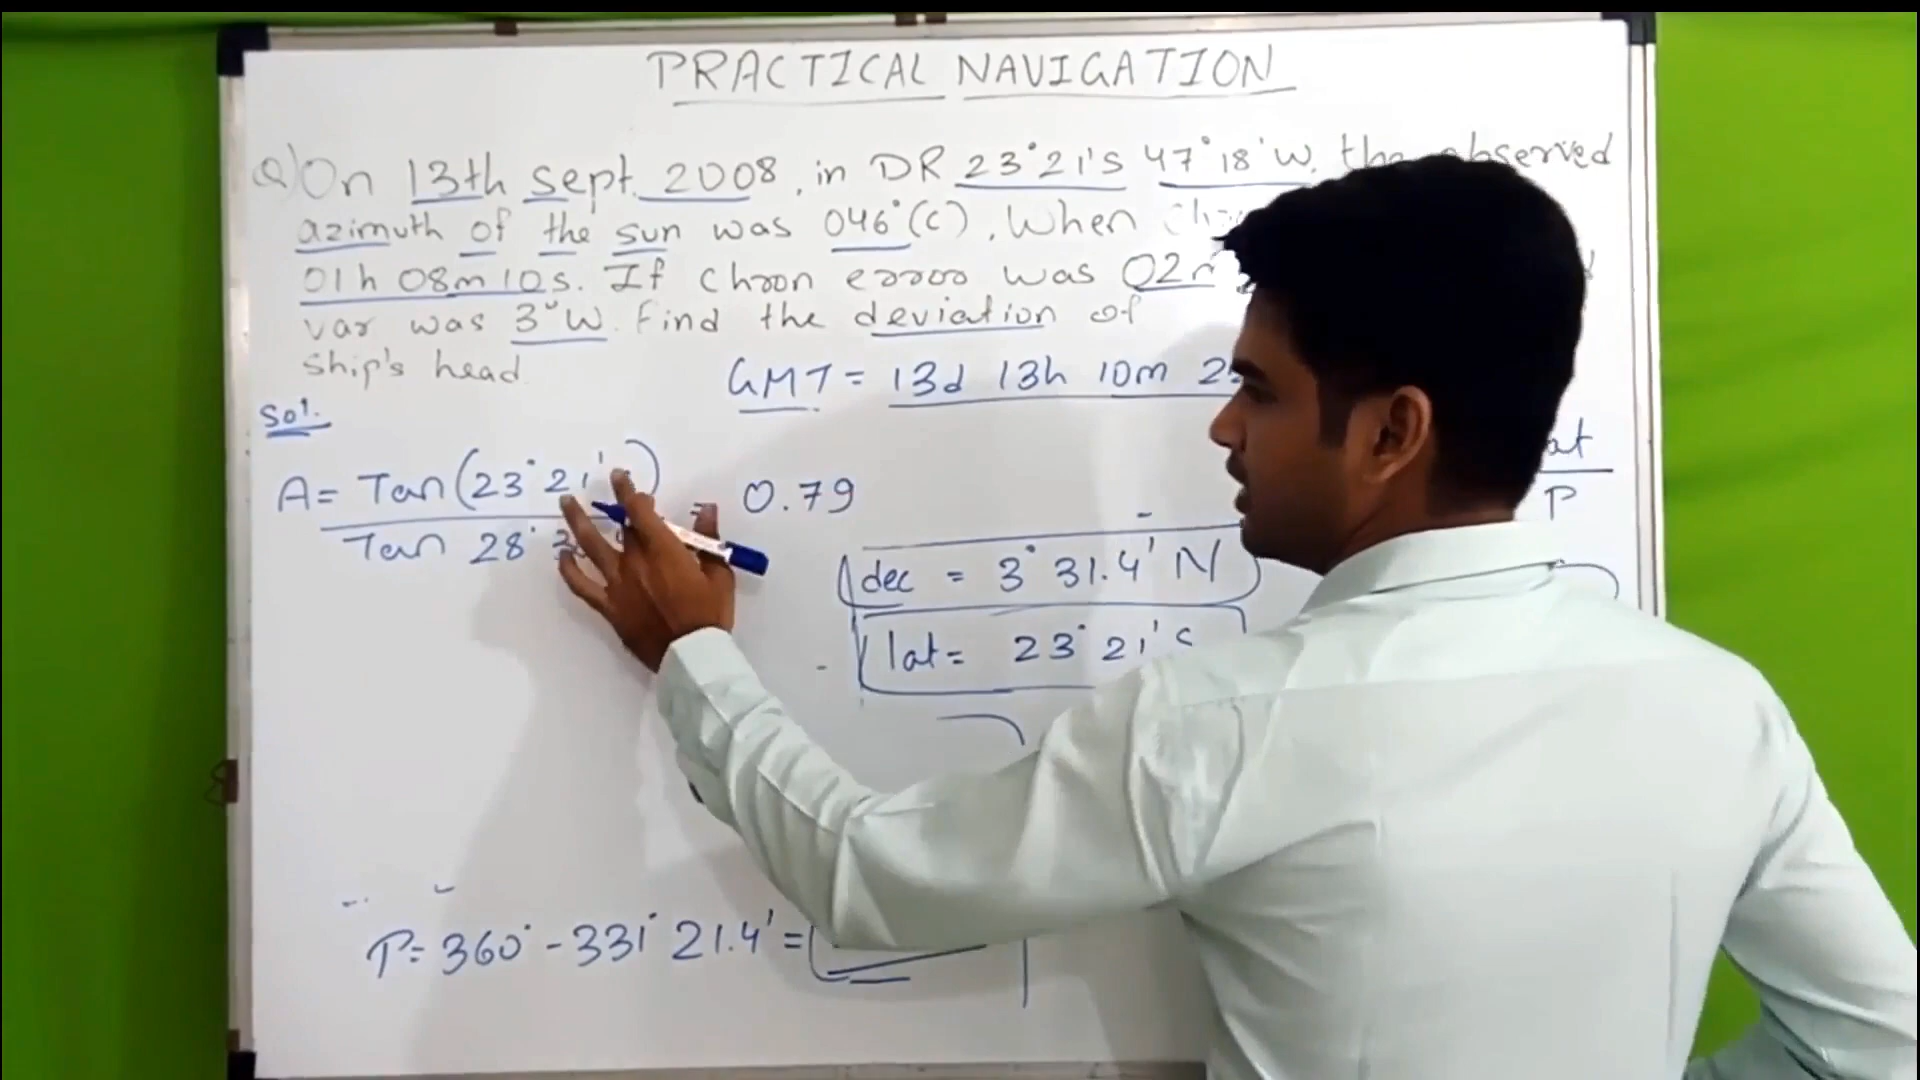 PRACTICAL NAVIGATION
Q) On 13th sept. 2008, in DR 23°21's 47°18'W. the observed
azimuth of the sun was 046°(c). When
01h 08m 10s. If chron error was 02m
var was 3°W. Find the deviation of
ship's head
GMT = 13d 13h 10m
Sol.
A = Tan (23°21' ) = 0.79
Tan 28°
dec = 3° 31.4' N
lat = 23° 21' S
P = 360° - 331° 21.4' =
P